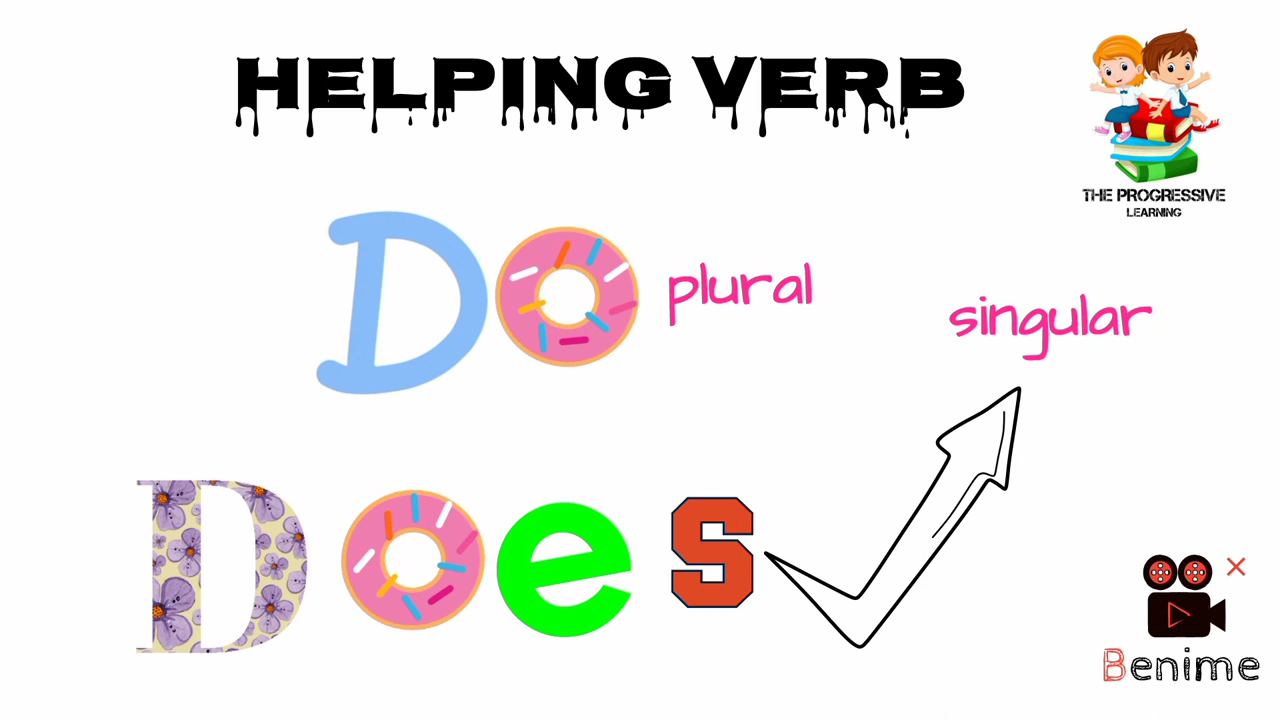 HELPING VERB
THE PROGRESSIVE
LEARNING
DO plural
singular
Does
Benime